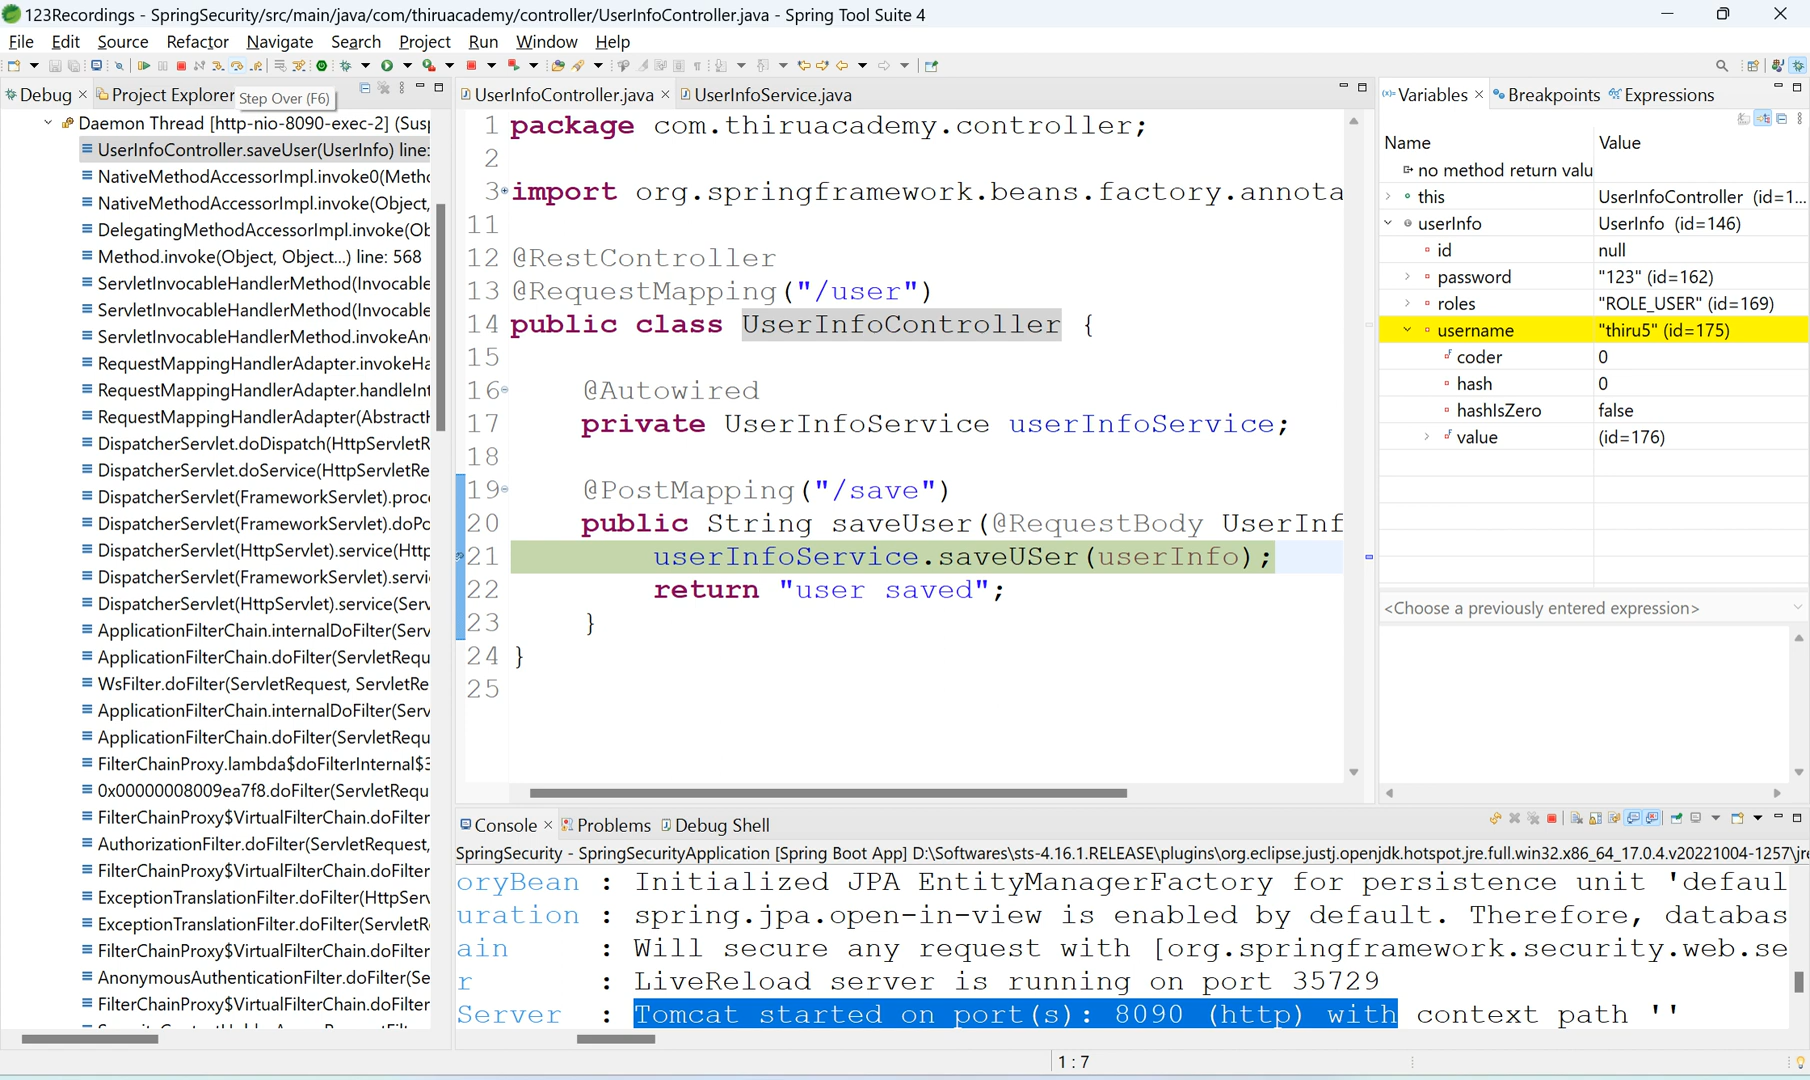 123Recordings - SpringSecurity/src/main/java/com/thiruacademy/controller/UserInfoController.java - Spring Tool Suite 4
File Edit Source Refactor Navigate Search Project Run Window Help
Debug Project Explorer
Step Over (F6)
Daemon Thread [http-nio-8090-exec-2] (Susp
UserInfoController.saveUser(UserInfo) line:
NativeMethodAccessorImpl.invoke0(Metho
NativeMethodAccessorImpl.invoke(Object,
DelegatingMethodAccessorImpl.invoke(Ob
Method.invoke(Object, Object...) line: 568
ServletInvocableHandlerMethod(Invocable
ServletInvocableHandlerMethod(Invocable
ServletInvocableHandlerMethod.invokeAn
RequestMappingHandlerAdapter.invokeHa
RequestMappingHandlerAdapter.handleInt
RequestMappingHandlerAdapter(AbstractH
DispatcherServlet.doDispatch(HttpServletR
DispatcherServlet.doService(HttpServletRe
DispatcherServlet(FrameworkServlet).proc
DispatcherServlet(FrameworkServlet).doPo
DispatcherServlet(HttpServlet).service(Http
DispatcherServlet(FrameworkServlet).servi
DispatcherServlet(HttpServlet).service(Serv
ApplicationFilterChain.internalDoFilter(Serv
ApplicationFilterChain.doFilter(ServletRequ
WsFilter.doFilter(ServletRequest, ServletRe
ApplicationFilterChain.internalDoFilter(Serv
ApplicationFilterChain.doFilter(ServletRequ
FilterChainProxy.lambda$doFilterInternal$3
0x00000008009ea7f8.doFilter(ServletRequ
FilterChainProxy$VirtualFilterChain.doFilter
AuthorizationFilter.doFilter(ServletRequest,
FilterChainProxy$VirtualFilterChain.doFilter
ExceptionTranslationFilter.doFilter(HttpServ
ExceptionTranslationFilter.doFilter(ServletR
FilterChainProxy$VirtualFilterChain.doFilter
AnonymousAuthenticationFilter.doFilter(Se
FilterChainProxy$VirtualFilterChain.doFilter
UserInfoController.java UserInfoService.java
1 package com.thiruacademy.controller;
2
3 import org.springframework.beans.factory.annota
11
12 @RestController
13 @RequestMapping("/user")
14 public class UserInfoController {
15
16 @Autowired
17 private UserInfoService userInfoService;
18
19 @PostMapping("/save")
20 public String saveUser(@RequestBody UserInf
21 userInfoService.saveUSer(userInfo);
22 return "user saved";
23 }
24 }
25
Variables Breakpoints Expressions
Name Value
no method return valu
this UserInfoController (id=1...
userInfo UserInfo (id=146)
id null
password "123" (id=162)
roles "ROLE_USER" (id=169)
username "thiru5" (id=175)
coder 0
hash 0
hashIsZero false
value (id=176)
<Choose a previously entered expression>
Console Problems Debug Shell
SpringSecurity - SpringSecurityApplication [Spring Boot App] D:\Softwares\sts-4.16.1.RELEASE\plugins\org.eclipse.justj.openjdk.hotspot.jre.full.win32.x86_64_17.0.4.v20221004-1257\jre
oryBean : Initialized JPA EntityManagerFactory for persistence unit 'defaul
uration : spring.jpa.open-in-view is enabled by default. Therefore, databas
ain : Will secure any request with [org.springframework.security.web.se
r : LiveReload server is running on port 35729
Server : Tomcat started on port(s): 8090 (http) with context path ''
1 : 7